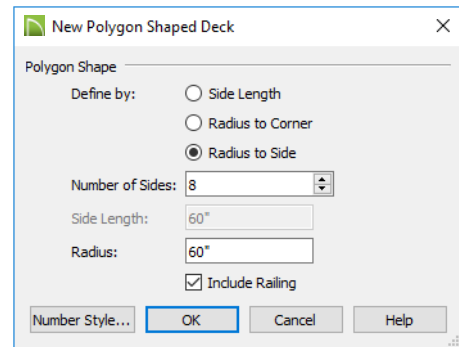 New Polygon Shaped Deck
Polygon Shape
Define by: Side Length
Radius to Corner
Radius to Side
Number of Sides: 8
Side Length: 60"
Radius: 60"
Include Railing
Number Style... OK Cancel Help